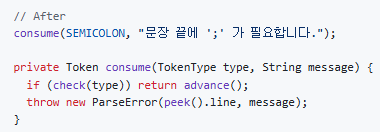 // After
consume(SEMICOLON, "문장 끝에 ';' 가 필요합니다.");

private Token consume(TokenType type, String message) {
  if (check(type)) return advance();
  throw new ParseError(peek().line, message);
}